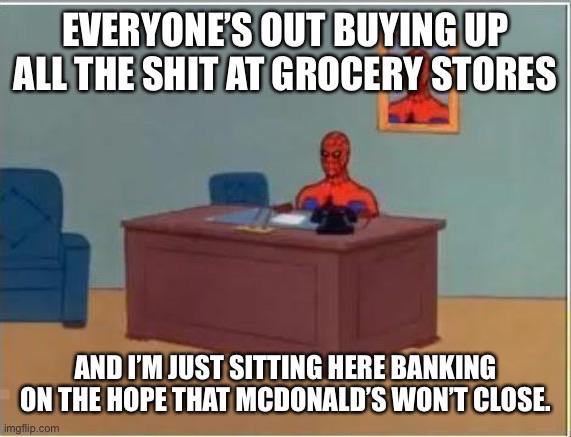 EVERYONE’S OUT BUYING UP
ALL THE SHIT AT GROCERY STORES
AND I’M JUST SITTING HERE BANKING
ON THE HOPE THAT MCDONALD’S WON’T CLOSE.
imgflip.com